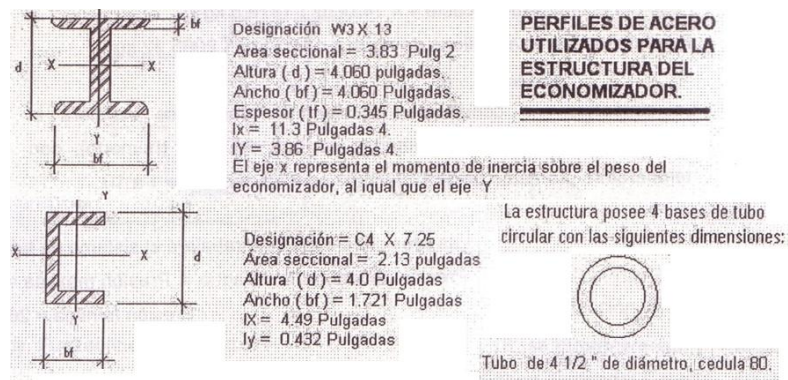 bf
Designación W3 X 13
Area seccional = 3.83 Pulg 2
Altura ( d ) = 4.060 pulgadas.
Ancho ( bf) = 4.060 Pulgadas.
Espesor ( tf) = 0.345 Pulgadas.
Ix = 11.3 Pulgadas 4.
IY = 3.86 Pulgadas 4.
El eje x representa el momento de inercia sobre el peso del
economizador, al igual que el eje Y
d
X
X
Y
bf
PERFILES DE ACERO
UTILIZADOS PARA LA
ESTRUCTURA DEL
ECONOMIZADOR.
Y
X
X
d
Y
bf
Designación = C4 X 7.25
Área seccional = 2.13 pulgadas
Altura ( d ) = 4.0 Pulgadas
Ancho ( bf) = 1.721 Pulgadas
IX = 4.49 Pulgadas
Iy = 0.432 Pulgadas
La estructura posee 4 bases de tubo
circular con las siguientes dimensiones:
Tubo de 4 1/2 " de diámetro, cedula 80.